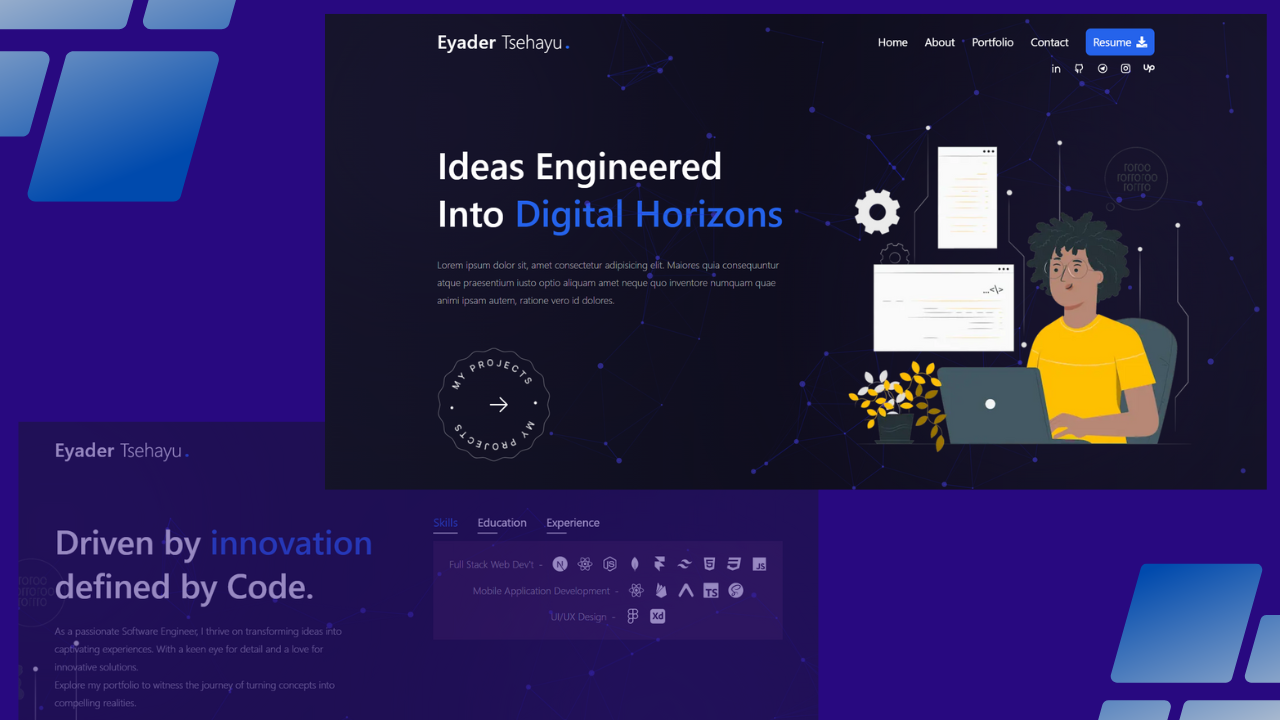 Eyader Tsehayu.
Home About Portfolio Contact Resume
in Up
Ideas Engineered
Into Digital Horizons
Lorem ipsum dolor sit, amet consectetur adipisicing elit. Maiores quia consequuntur
atque praesentium iusto optio aliquam amet neque quo inventore numquam quae
animi ipsam autem, ratione vero id dolores.
...</>
MY PROJECTS
MY PROJECTS
Eyader Tsehayu.
Driven by innovation
defined by Code.
As a passionate Software Engineer, I thrive on transforming ideas into
captivating experiences. With a keen eye for detail and a love for
innovative solutions.
Explore my portfolio to witness the journey of turning concepts into
compelling realities.
Skills Education Experience
Full Stack Web Dev't - N JS
Mobile Application Development - TS
UI/UX Design - Xd